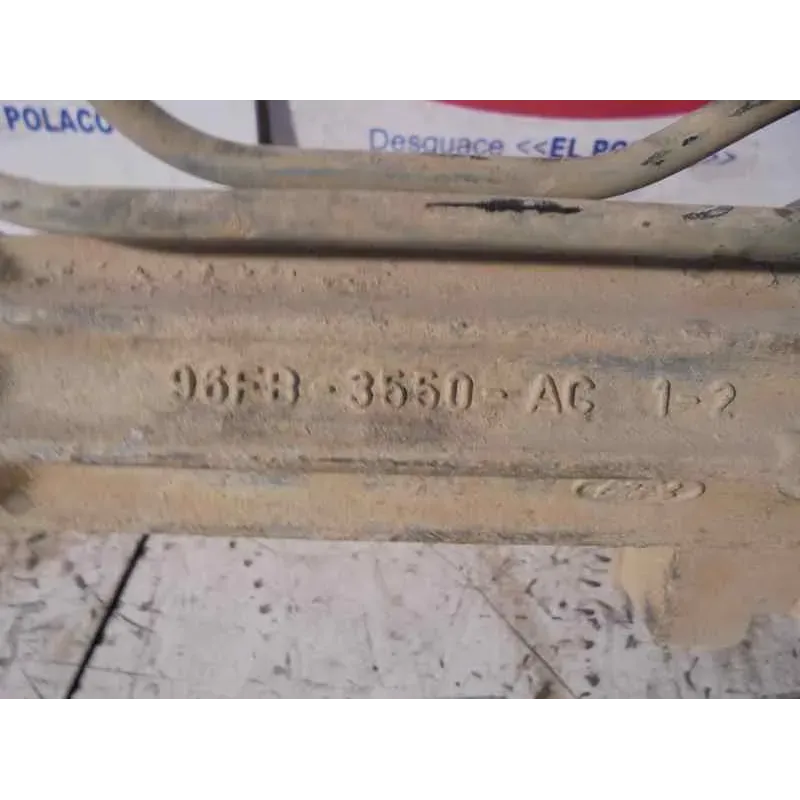 POLACO
Desguace <<EL PO
96FB-3550-AC 1-2